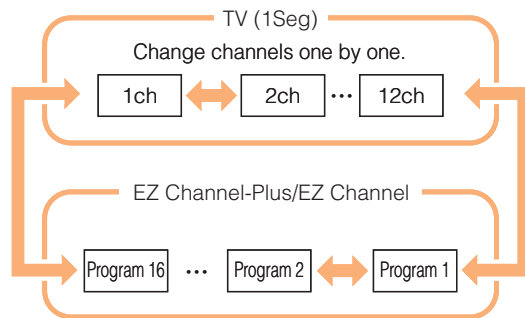 TV (1Seg)
Change channels one by one.
1ch 2ch ••• 12ch
EZ Channel-Plus/EZ Channel
Program 16 ••• Program 2 Program 1